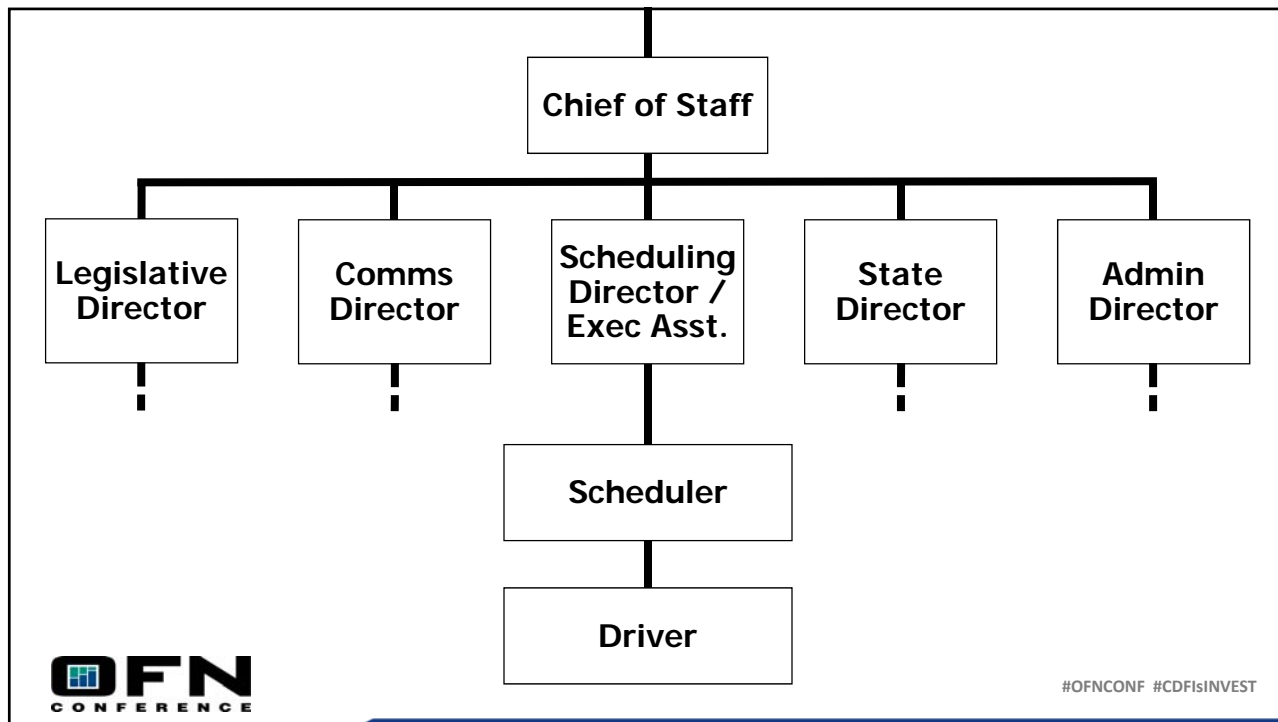 Chief of Staff
Legislative
Director
Comms
Director
Scheduling
Director /
Exec Asst.
State
Director
Admin
Director
Scheduler
Driver
OFN
CONFERENCE
#OFNCONF #CDFIsINVEST